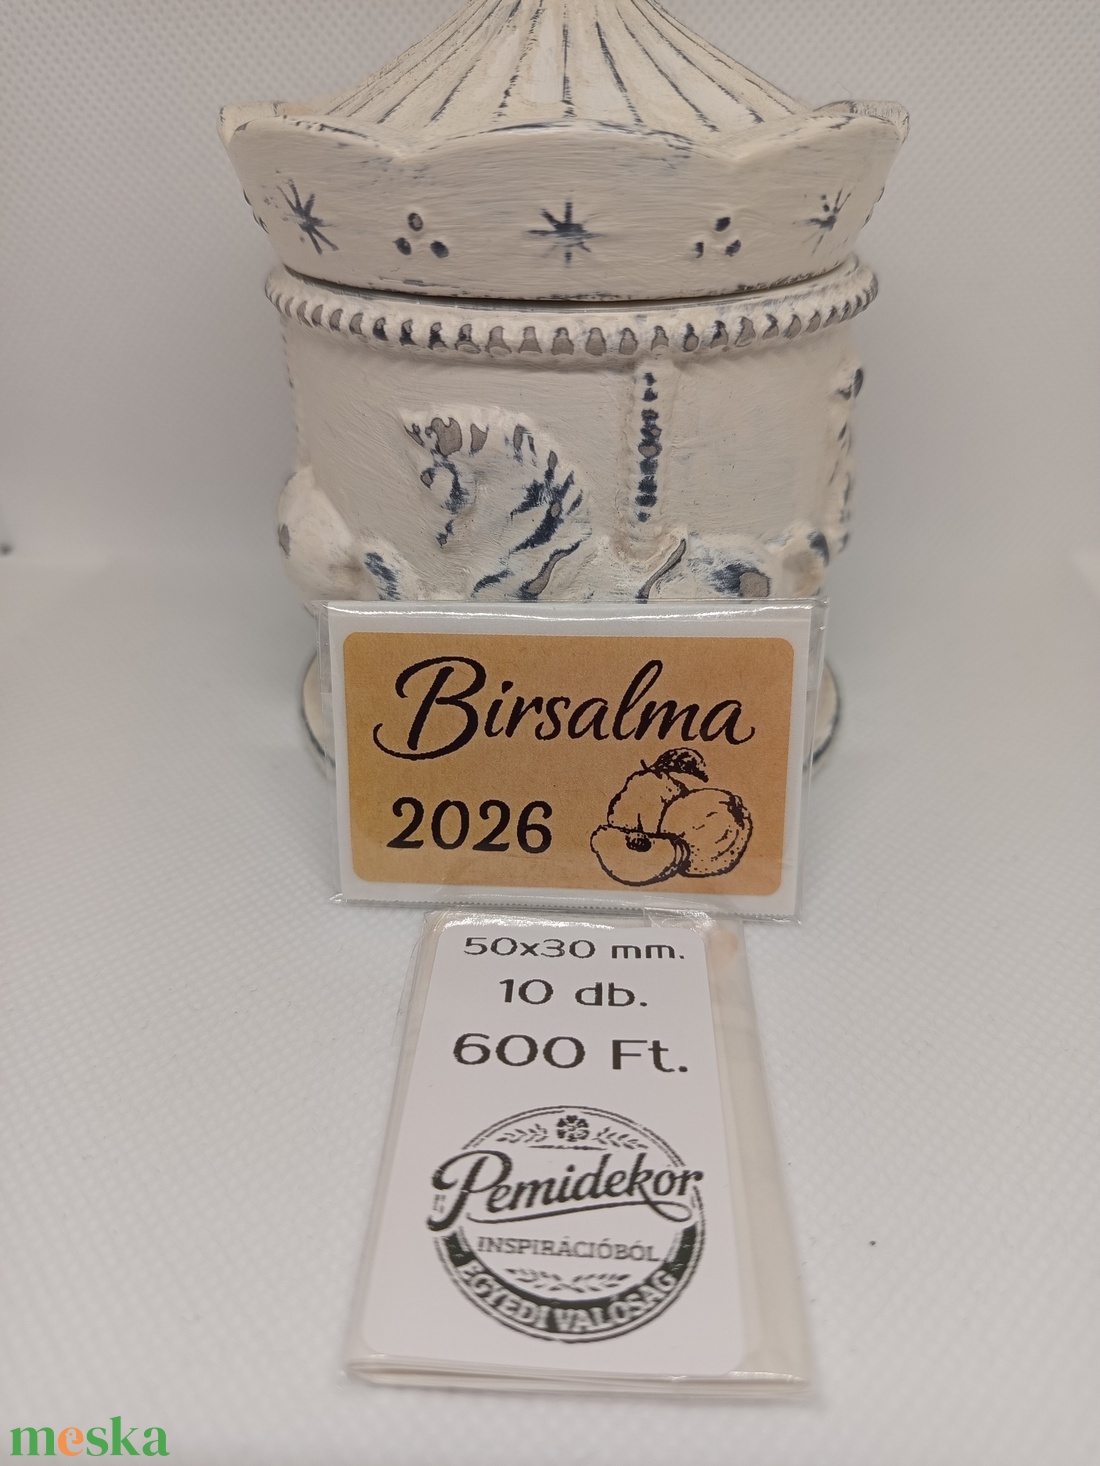 Birsalma
2026
50x30 mm.
10 db.
600 Ft.
Pemidekor
INSPIRÁCIÓBÓL
EGYEDI VALÓSÁG
meska